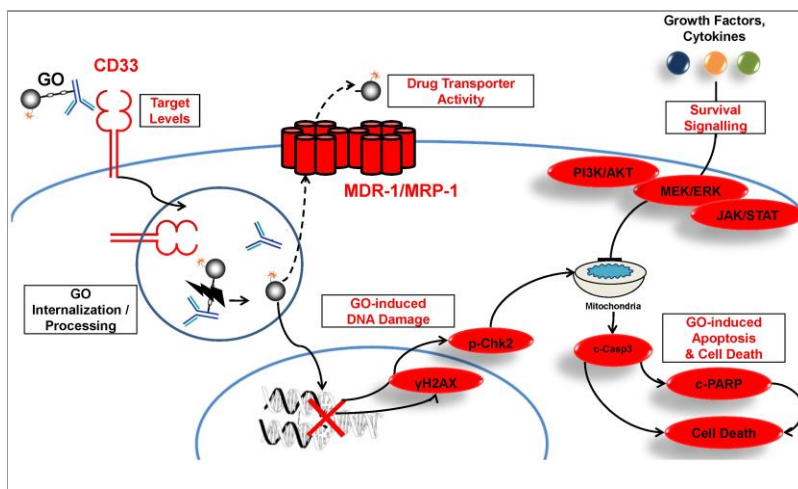 GO
CD33
Target
Levels
Drug Transporter
Activity
MDR-1/MRP-1
Growth Factors,
Cytokines
Survival
Signalling
PI3K/AKT
MEK/ERK
JAK/STAT
GO
Internalization /
Processing
GO-induced
DNA Damage
p-Chk2
γH2AX
Mitochondria
c-Casp3
GO-induced
Apoptosis
& Cell Death
c-PARP
Cell Death